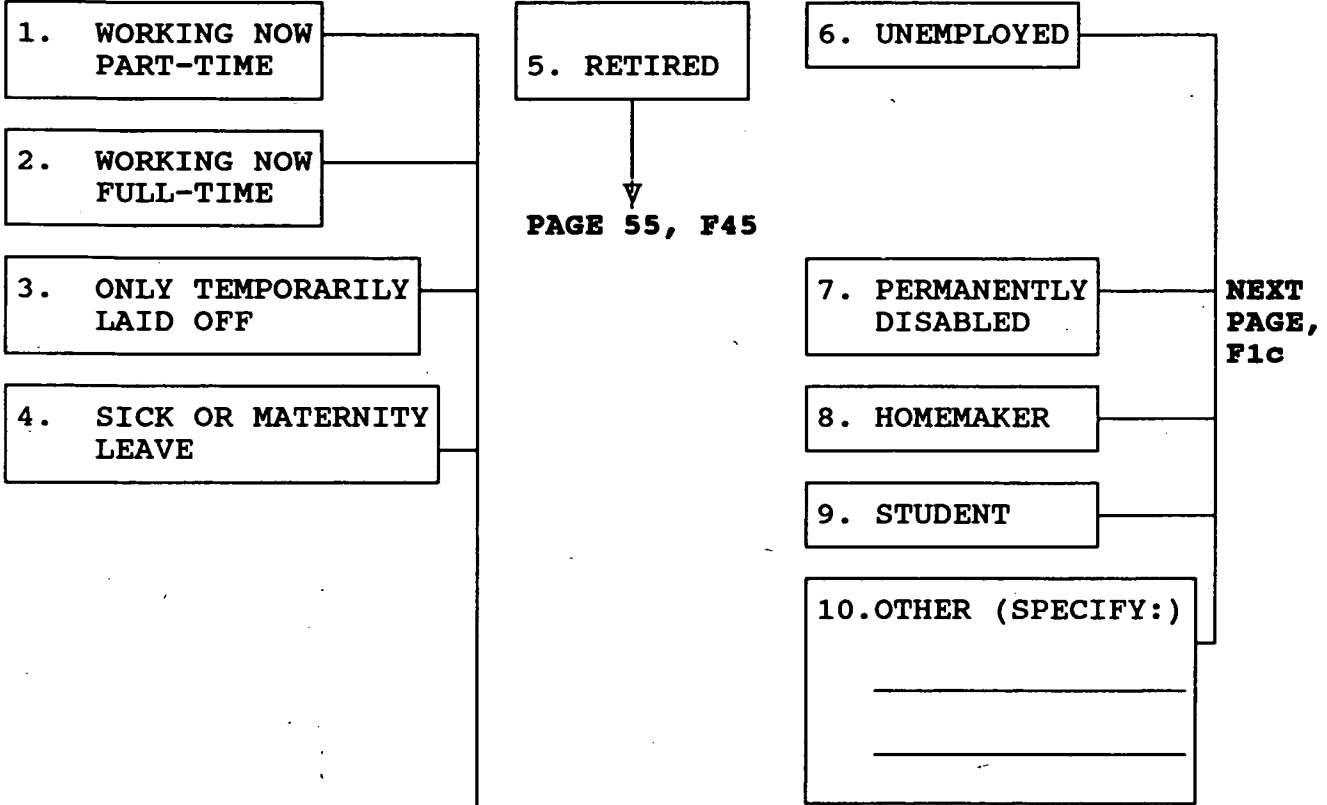 1. WORKING NOW
PART-TIME
2. WORKING NOW
FULL-TIME
3. ONLY TEMPORARILY
LAID OFF
4. SICK OR MATERNITY
LEAVE
5. RETIRED
PAGE 55, F45
6. UNEMPLOYED
7. PERMANENTLY
DISABLED
8. HOMEMAKER
9. STUDENT
10.OTHER (SPECIFY:)
NEXT
PAGE,
F1c